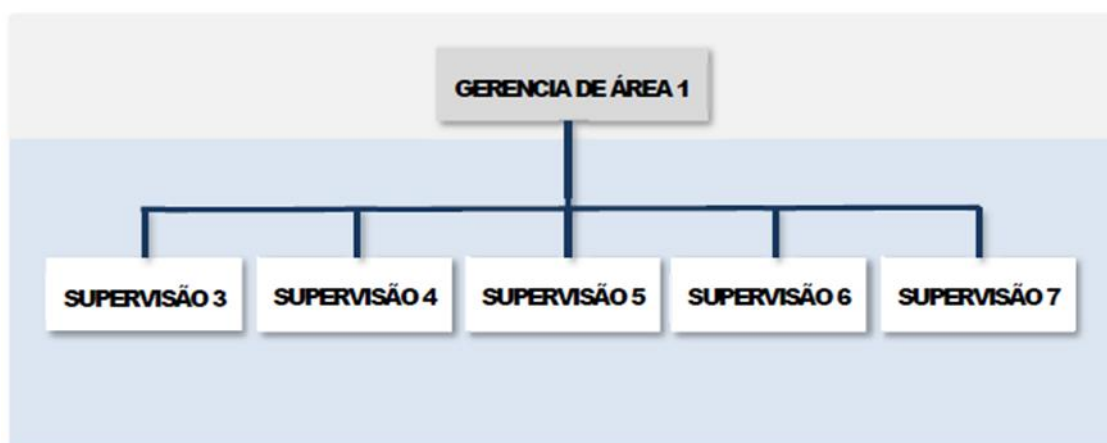 GERENCIA DE ÁREA 1
SUPERVISÃO 3
SUPERVISÃO 4
SUPERVISÃO 5
SUPERVISÃO 6
SUPERVISÃO 7